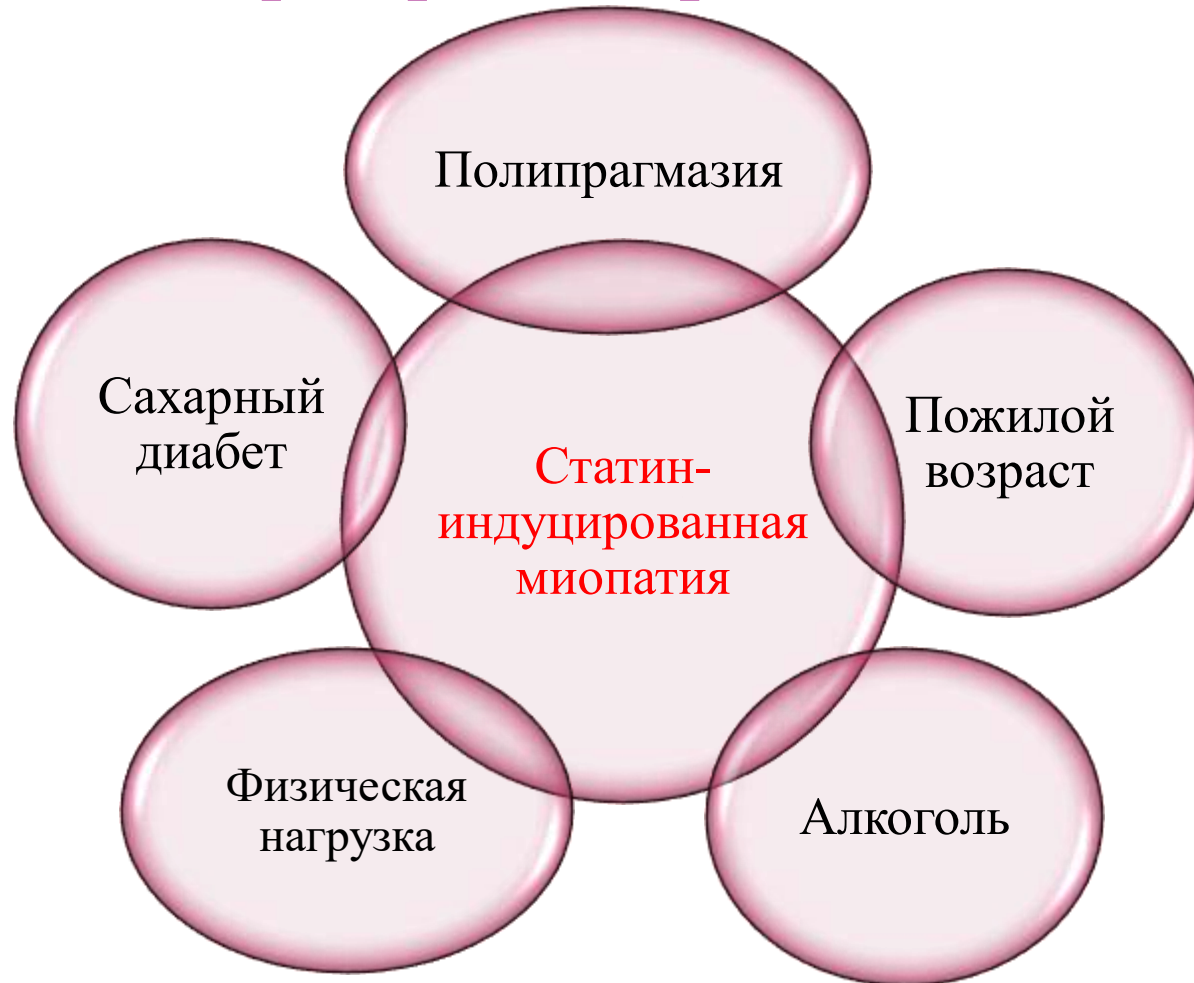 Полипрагмазия
Сахарный
диабет
Пожилой
возраст
Статин-
индуцированная
миопатия
Физическая
нагрузка
Алкоголь